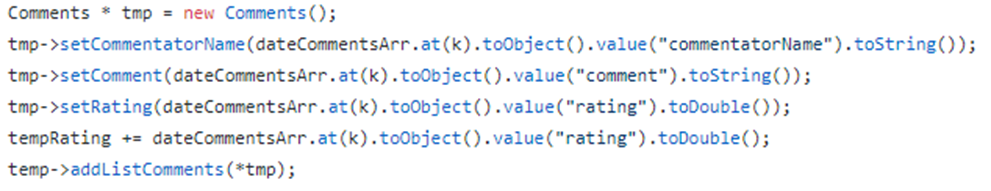 Comments * tmp = new Comments();
tmp->setCommentatorName(dateCommentsArr.at(k).toObject().value("commentatorName").toString());
tmp->setComment(dateCommentsArr.at(k).toObject().value("comment").toString());
tmp->setRating(dateCommentsArr.at(k).toObject().value("rating").toDouble());
tempRating += dateCommentsArr.at(k).toObject().value("rating").toDouble();
temp->addListComments(*tmp);